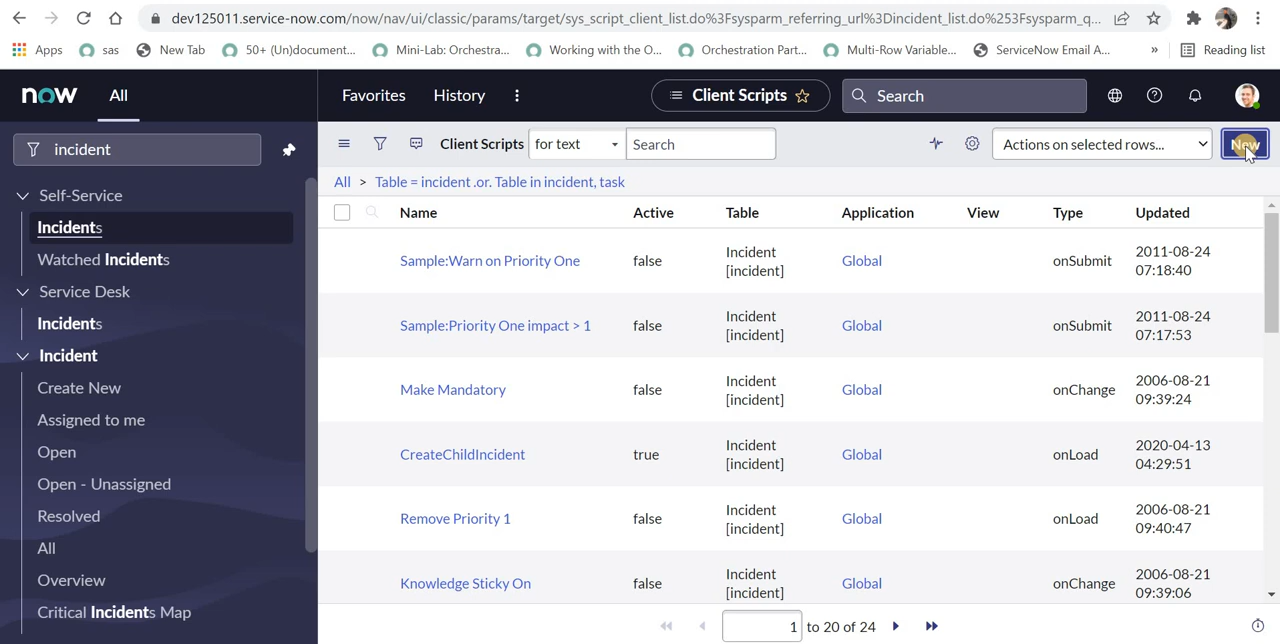 dev125011.service-now.com/now/nav/ui/classic/params/target/sys_script_client_list.do%3Fsysparm_referring_url%3Dincident_list.do%253Fsysparm_q...
Apps sas New Tab 50+ (Un)document... Mini-Lab: Orchestra... Working with the O... Orchestration Part... Multi-Row Variable... ServiceNow Email A... » Reading list
now All Favorites History Client Scripts Search
incident
Client Scripts for text Search Actions on selected rows... New
All > Table = incident .or. Table in incident, task
Self-Service
Incidents
Watched Incidents
Service Desk
Incidents
Incident
Create New
Assigned to me
Open
Open - Unassigned
Resolved
All
Overview
Critical Incidents Map
Name Active Table Application View Type Updated
Sample:Warn on Priority One false Incident [incident] Global onSubmit 2011-08-24 07:18:40
Sample:Priority One impact > 1 false Incident [incident] Global onSubmit 2011-08-24 07:17:53
Make Mandatory false Incident [incident] Global onChange 2006-08-21 09:39:24
CreateChildIncident true Incident [incident] Global onLoad 2020-04-13 04:29:51
Remove Priority 1 false Incident [incident] Global onLoad 2006-08-21 09:40:47
Knowledge Sticky On false Incident [incident] Global onChange 2006-08-21 09:39:06
1 to 20 of 24